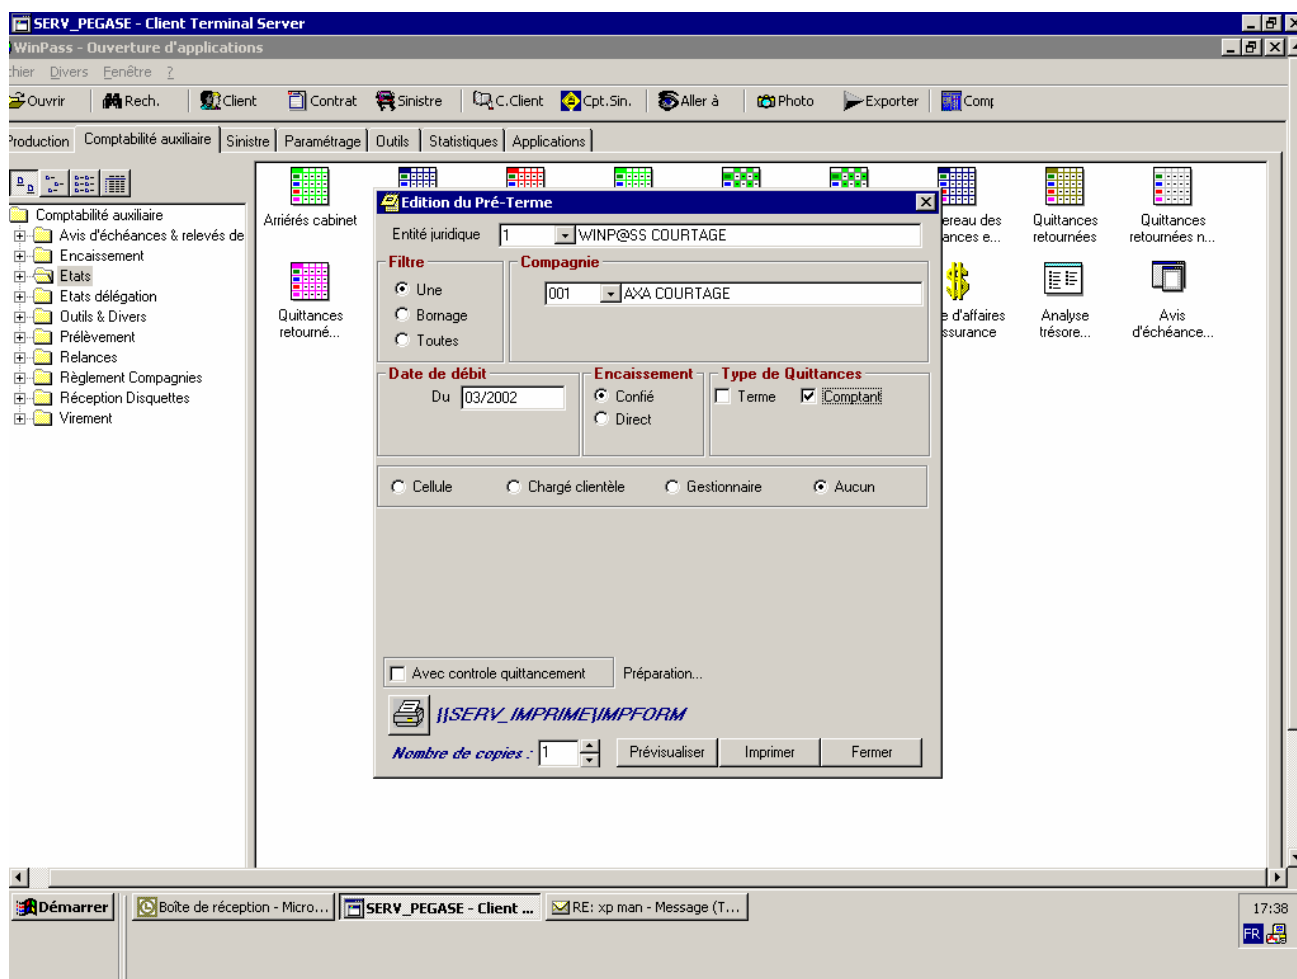 SERV_PEGASE - Client Terminal Server
WinPass - Ouverture d'applications
Divers Fenêtre ?
Ouvrir Rech. Client Contrat Sinistre C.Client Cpt.Sin. Aller à Photo Exporter Comp
Production Comptabilité auxiliaire Sinistre Paramétrage Outils Statistiques Applications
Comptabilité auxiliaire
Avis d'échéances & relevés de
Encaissement
Etats
Etats délégation
Outils & Divers
Prélèvement
Relances
Règlement Compagnies
Réception Disquettes
Virement
Arriérés cabinet
Quittances retournées
Quittances retournées n...
Quittances retourné...
Analyse trésore...
Avis d'échéance...
ances e...
e d'affaires
Edition du Pré-Terme
Entité juridique 1 WINP@SS COURTAGE
Filtre
Une
Bornage
Toutes
Compagnie
001 AXA COURTAGE
Date de débit
Du 03/2002
Encaissement
Confié
Direct
Type de Quittances
Terme Comptant
Cellule Chargé clientèle Gestionnaire Aucun
Avec controle quittancement Préparation...
\\SERV_IMPRIME\IMPFORM
Nombre de copies : 1 Prévisualiser Imprimer Fermer
Démarrer Boîte de réception - Micro... SERV_PEGASE - Client ... RE: xp man - Message (T... 17:38
FR